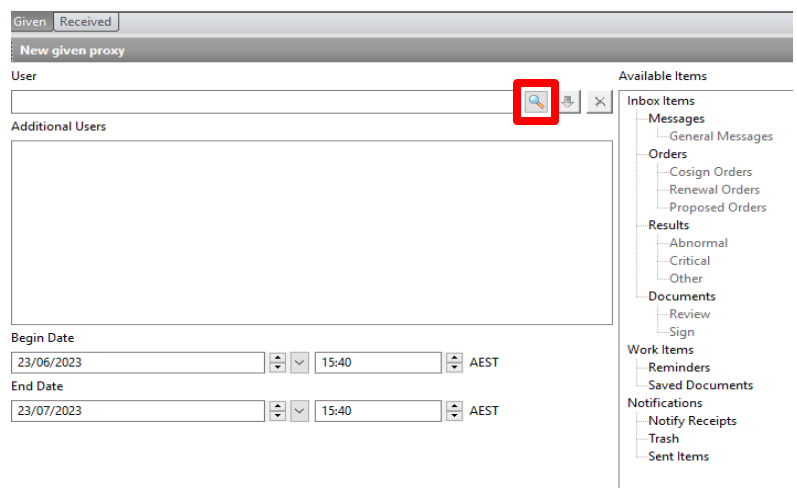 Given Received
New given proxy
User
Additional Users
Begin Date
23/06/2023 15:40 AEST
End Date
23/07/2023 15:40 AEST
Available Items
Inbox Items
Messages
General Messages
Orders
Cosign Orders
Renewal Orders
Proposed Orders
Results
Abnormal
Critical
Other
Documents
Review
Sign
Work Items
Reminders
Saved Documents
Notifications
Notify Receipts
Trash
Sent Items